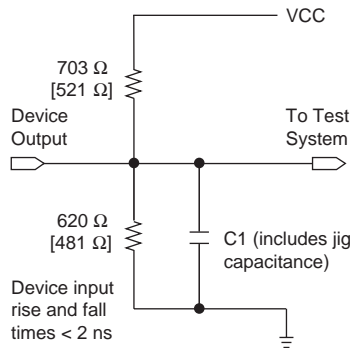 VCC
703 Ω
[521 Ω]
Device
Output
To Test
System
620 Ω
[481 Ω]
C1 (includes jig
capacitance)
Device input
rise and fall
times < 2 ns